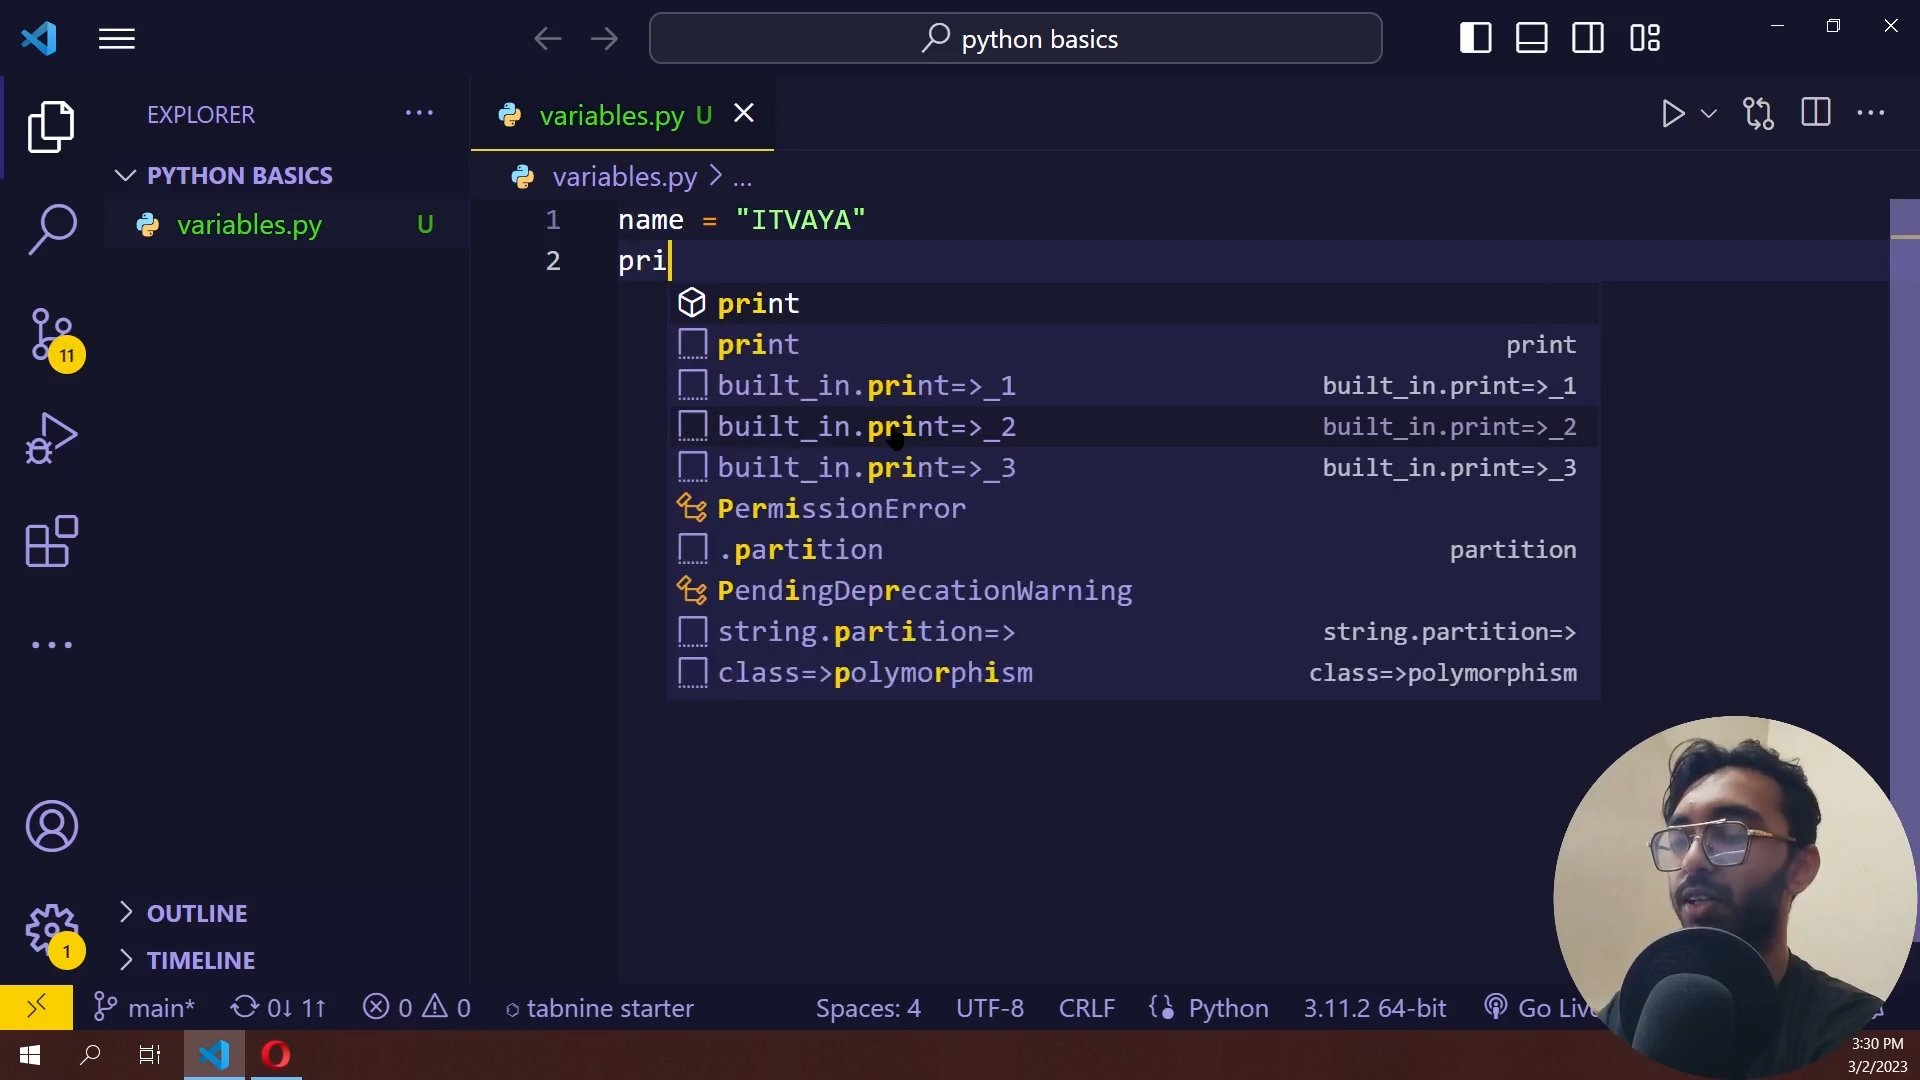 python basics
EXPLORER
variables.py U
PYTHON BASICS
variables.py > ...
variables.py U
1 name = "ITVAYA"
2 pri
print
print print
built_in.print=>_1 built_in.print=>_1
built_in.print=>_2 built_in.print=>_2
built_in.print=>_3 built_in.print=>_3
PermissionError
.partition partition
PendingDeprecationWarning
string.partition=> string.partition=>
class=>polymorphism class=>polymorphism
11
OUTLINE
1
TIMELINE
main* 0↓ 1↑ 0 0 tabnine starter Spaces: 4 UTF-8 CRLF Python 3.11.2 64-bit Go
3:30 PM
3/2/2023